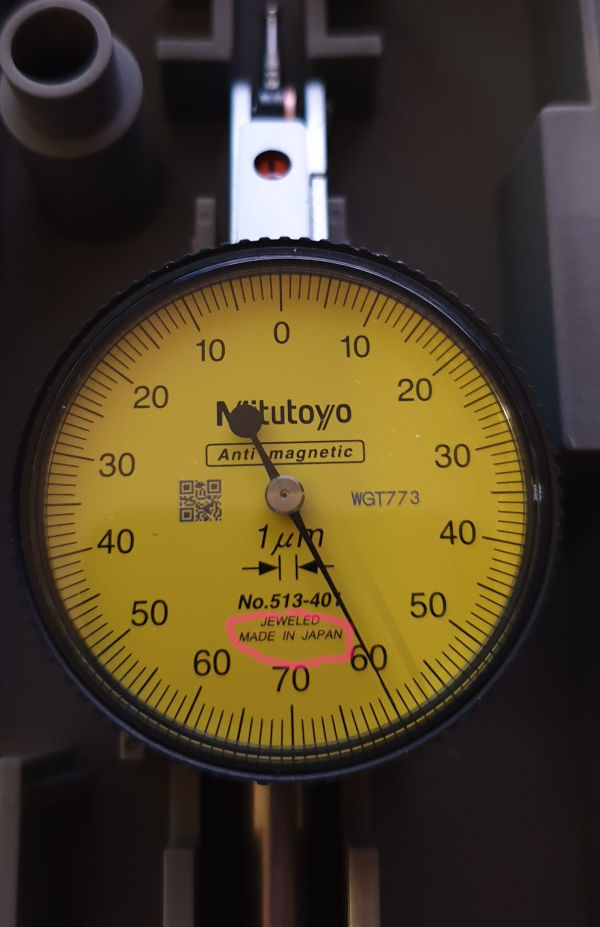 0
10 10
20 20
Mitutoyo
Anti-magnetic
30 30
WGT773
1μm
40 40
No.513-401
50 50
JEWELED
MADE IN JAPAN
60 60
70